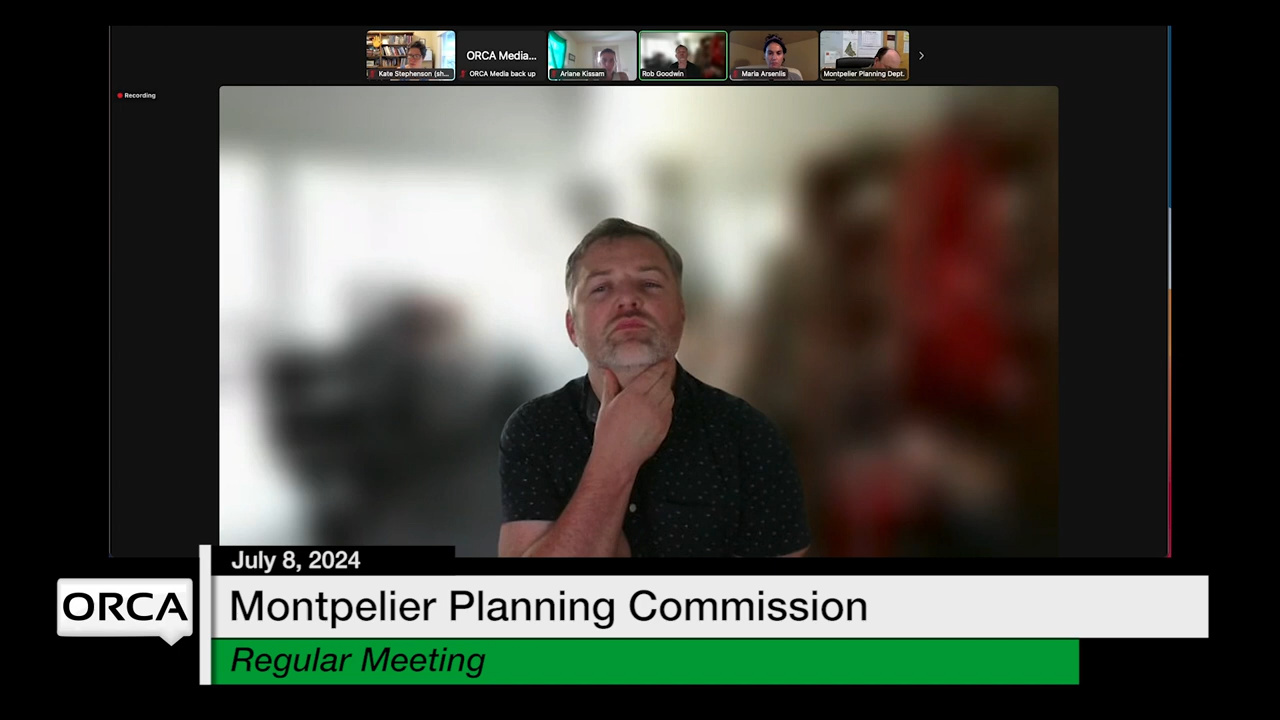 ORCA Media...
Kate Stephenson (sh...
ORCA Media back up
Ariane Kissam
Rob Goodwin
Maria Arsenlis
Montpelier Planning Dept.
Recording
July 8, 2024
ORCA
Montpelier Planning Commission
Regular Meeting